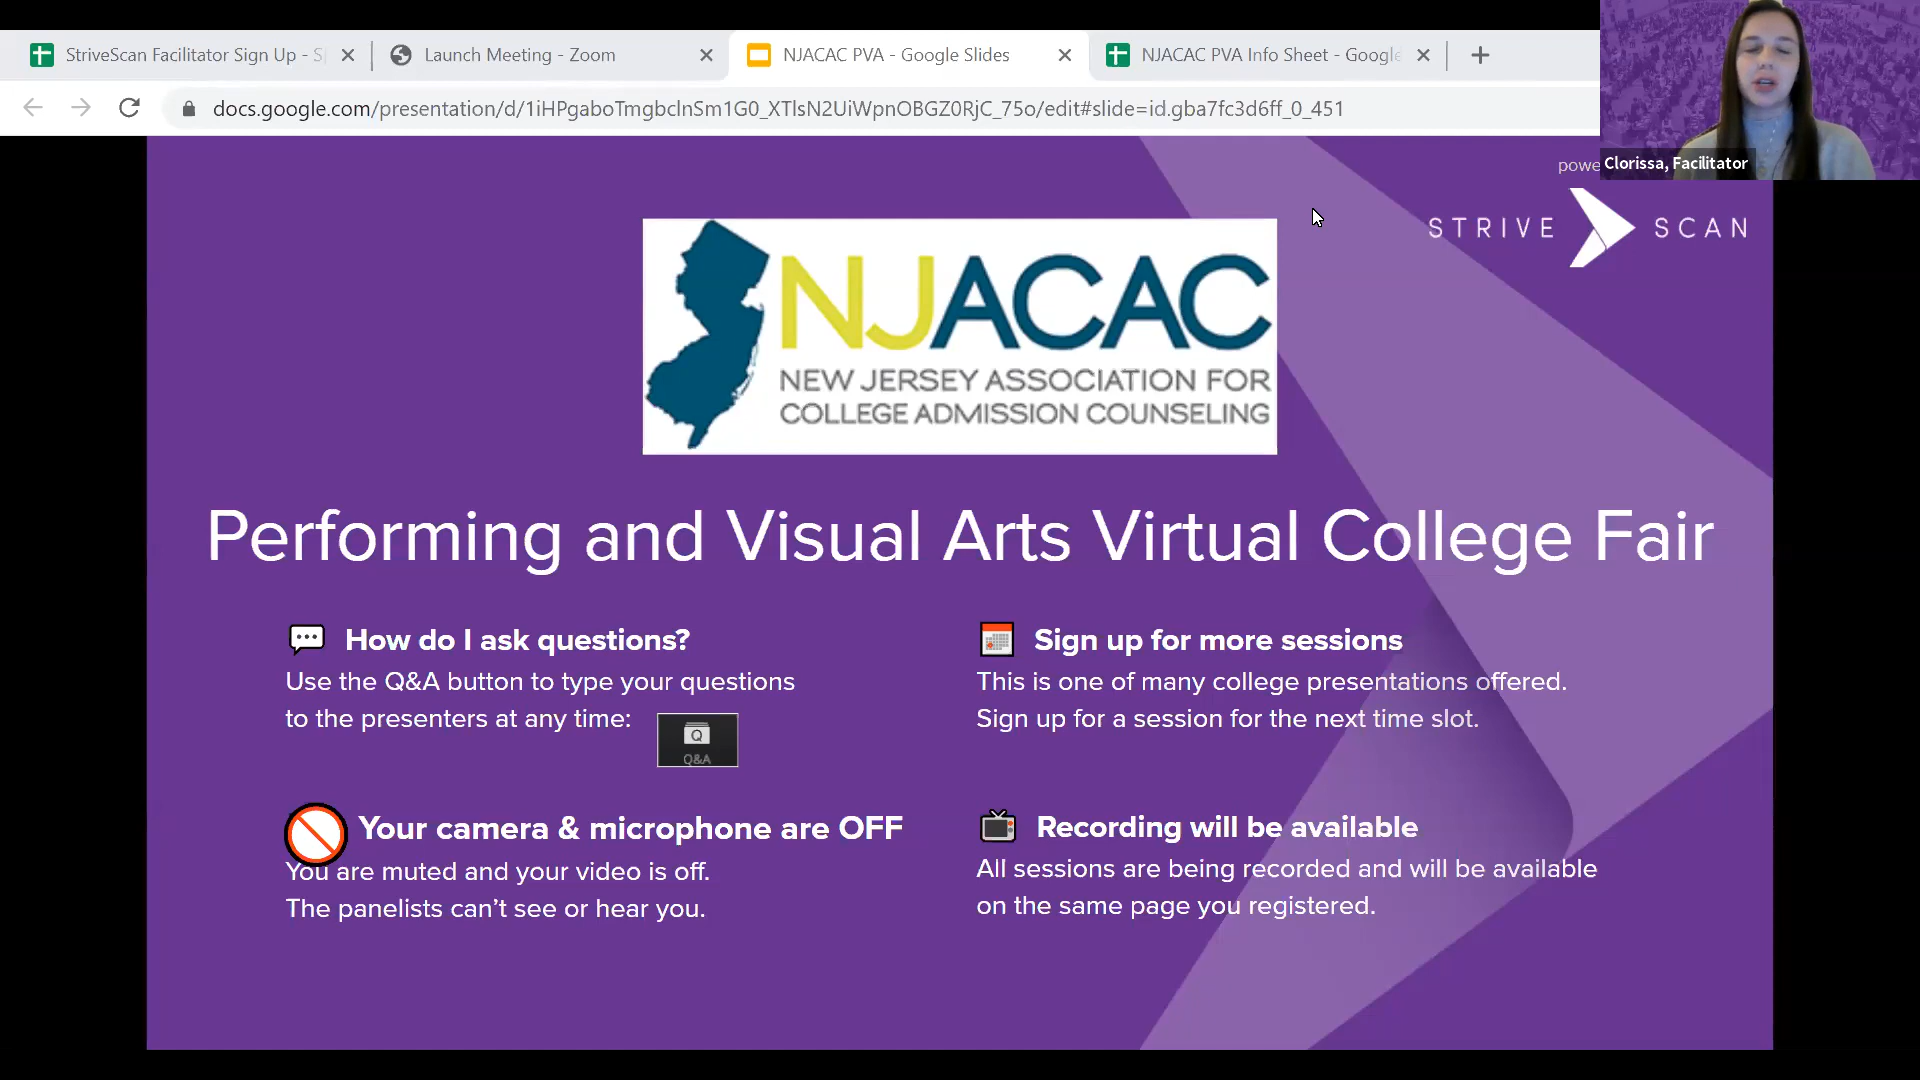 StriveScan Facilitator Sign Up - S
Launch Meeting - Zoom
NJACAC PVA - Google Slides
NJACAC PVA Info Sheet - Google
docs.google.com/presentation/d/1iHPgaboTmgbclnSm1G0_XTlsN2UiWpnOBGZ0RjC_75o/edit#slide=id.gba7fc3d6ff_0_451
Clorissa, Facilitator
powe
STRIVE SCAN
NJACAC
NEW JERSEY ASSOCIATION FOR
COLLEGE ADMISSION COUNSELING
Performing and Visual Arts Virtual College Fair
How do I ask questions?
Use the Q&A button to type your questions
to the presenters at any time:
Q
Q&A
Sign up for more sessions
This is one of many college presentations offered.
Sign up for a session for the next time slot.
Your camera & microphone are OFF
You are muted and your video is off.
The panelists can’t see or hear you.
Recording will be available
All sessions are being recorded and will be available
on the same page you registered.